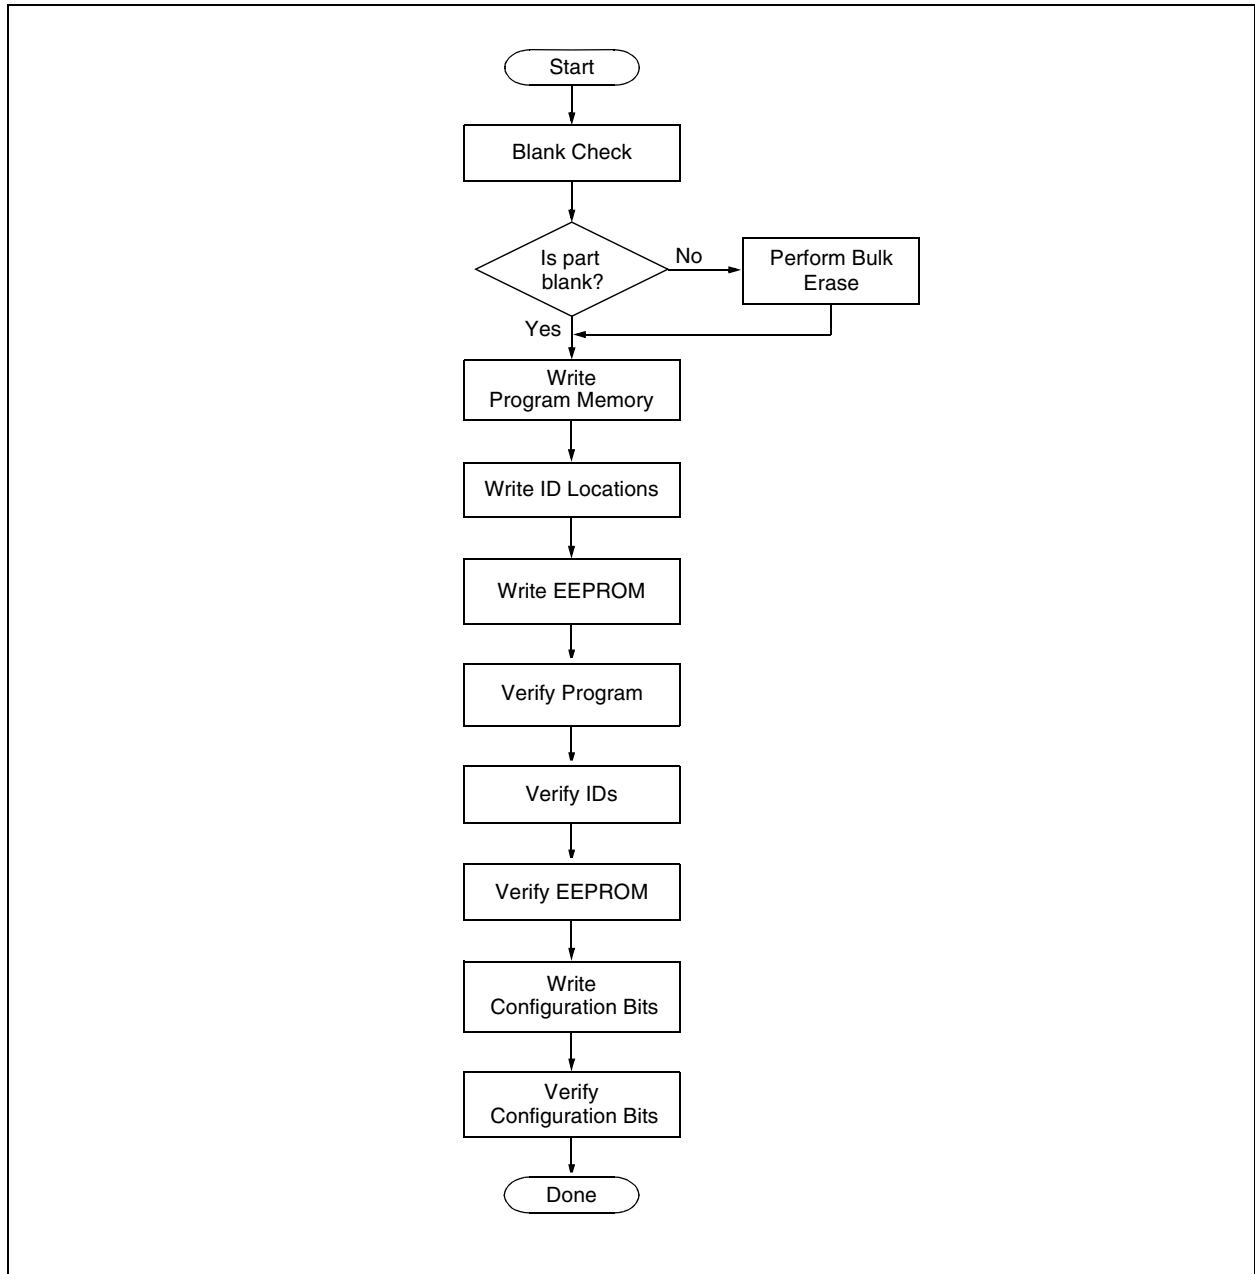 Start
Blank Check
Is part
blank?
No
Perform Bulk
Erase
Yes
Write
Program Memory
Write ID Locations
Write EEPROM
Verify Program
Verify IDs
Verify EEPROM
Write
Configuration Bits
Verify
Configuration Bits
Done